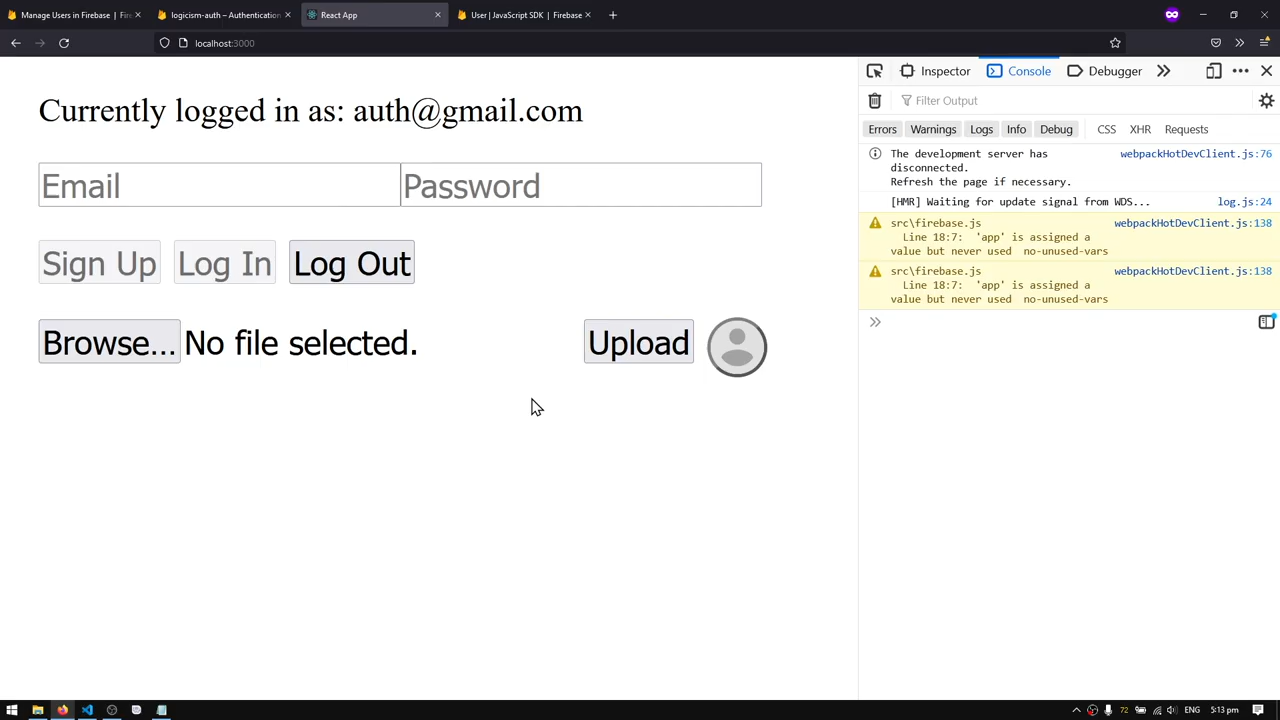 Manage Users in Firebase | Fir
logicism-auth – Authentication
React App
User | JavaScript SDK | Firebase
localhost:3000
Currently logged in as: auth@gmail.com
Email
Password
Sign Up
Log In
Log Out
Browse...
No file selected.
Upload
Inspector
Console
Debugger
Filter Output
Errors
Warnings
Logs
Info
Debug
CSS
XHR
Requests
The development server has webpackHotDevClient.js:76
disconnected.
Refresh the page if necessary.
[HMR] Waiting for update signal from WDS... log.js:24
src\firebase.js webpackHotDevClient.js:138
Line 18:7: 'app' is assigned a
value but never used no-unused-vars
src\firebase.js webpackHotDevClient.js:138
Line 18:7: 'app' is assigned a
value but never used no-unused-vars
72
ENG
5:13 pm